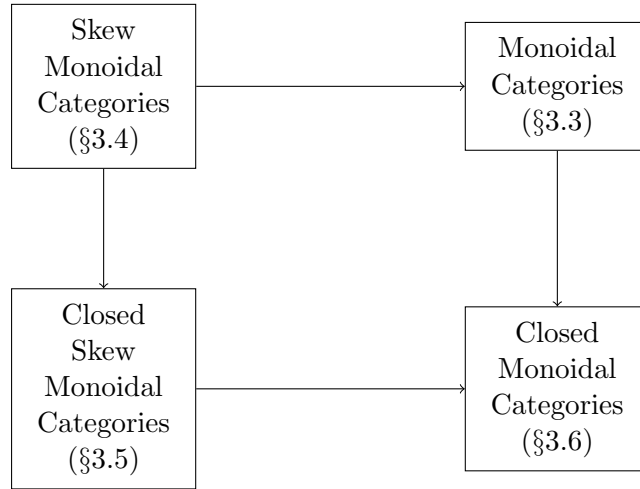 Skew
Monoidal
Categories
(§3.4)
Monoidal
Categories
(§3.3)
Closed
Skew
Monoidal
Categories
(§3.5)
Closed
Monoidal
Categories
(§3.6)